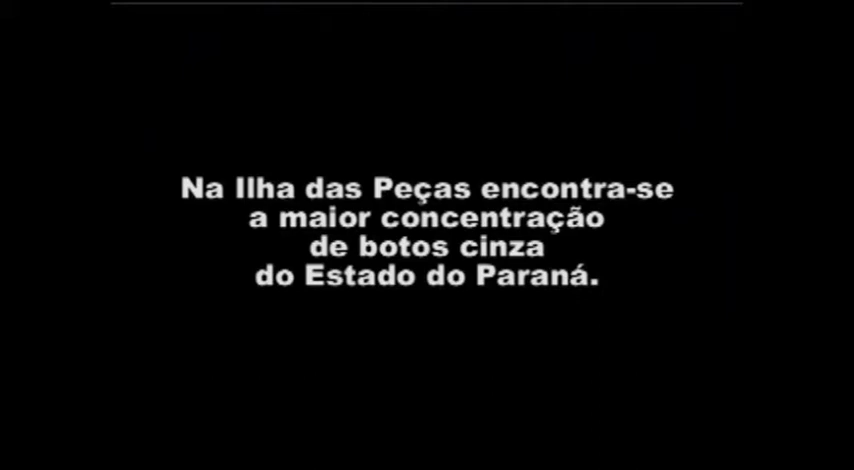 Na Ilha das Peças encontra-se
a maior concentração
de botos cinza
do Estado do Paraná.